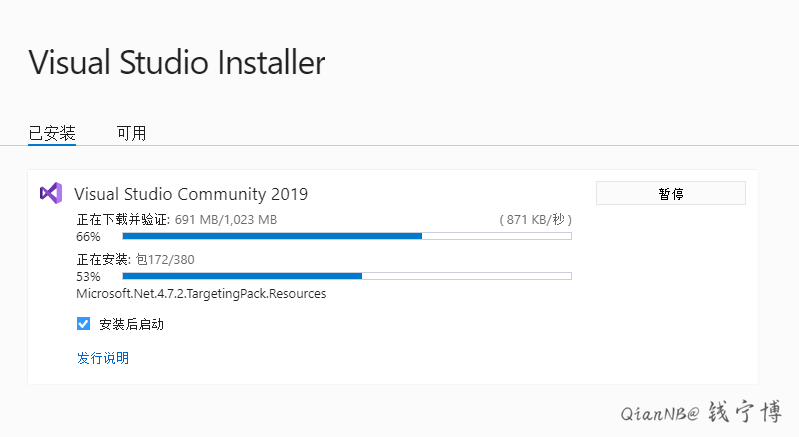 Visual Studio Installer
已安装 可用
Visual Studio Community 2019 暂停
正在下载并验证: 691 MB/1,023 MB ( 871 KB/秒 )
66%
正在安装: 包172/380
53%
Microsoft.Net.4.7.2.TargetingPack.Resources
安装后启动
发行说明
QianNB@ 钱宁博